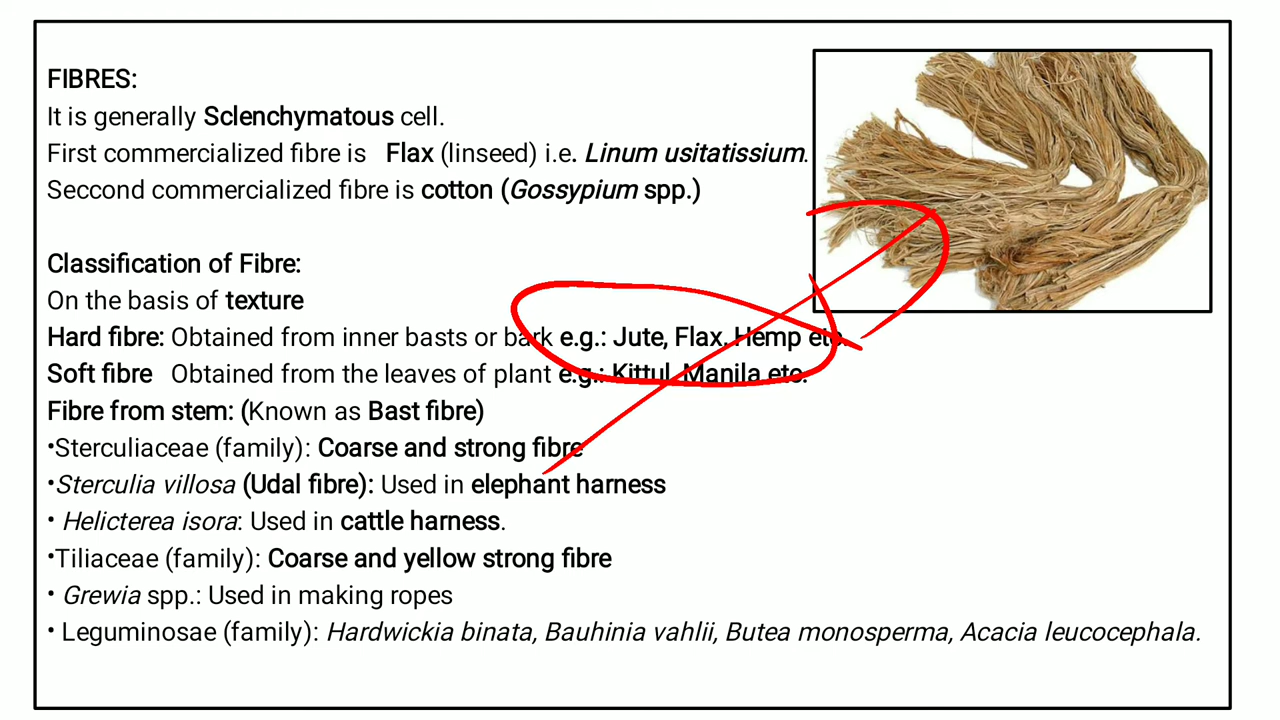 FIBRES:
It is generally Sclenchymatous cell.
First commercialized fibre is Flax (linseed) i.e. Linum usitatissium.
Seccond commercialized fibre is cotton (Gossypium spp.)
Classification of Fibre:
On the basis of texture
Hard fibre: Obtained from inner basts or bark e.g.: Jute, Flax, Hemp etc.
Soft fibre Obtained from the leaves of plant e.g.: Kittul, Manila etc.
Fibre from stem: (Known as Bast fibre)
•Sterculiaceae (family): Coarse and strong fibre
•Sterculia villosa (Udal fibre): Used in elephant harness
• Helicterea isora: Used in cattle harness.
•Tiliaceae (family): Coarse and yellow strong fibre
• Grewia spp.: Used in making ropes
• Leguminosae (family): Hardwickia binata, Bauhinia vahlii, Butea monosperma, Acacia leucocephala.